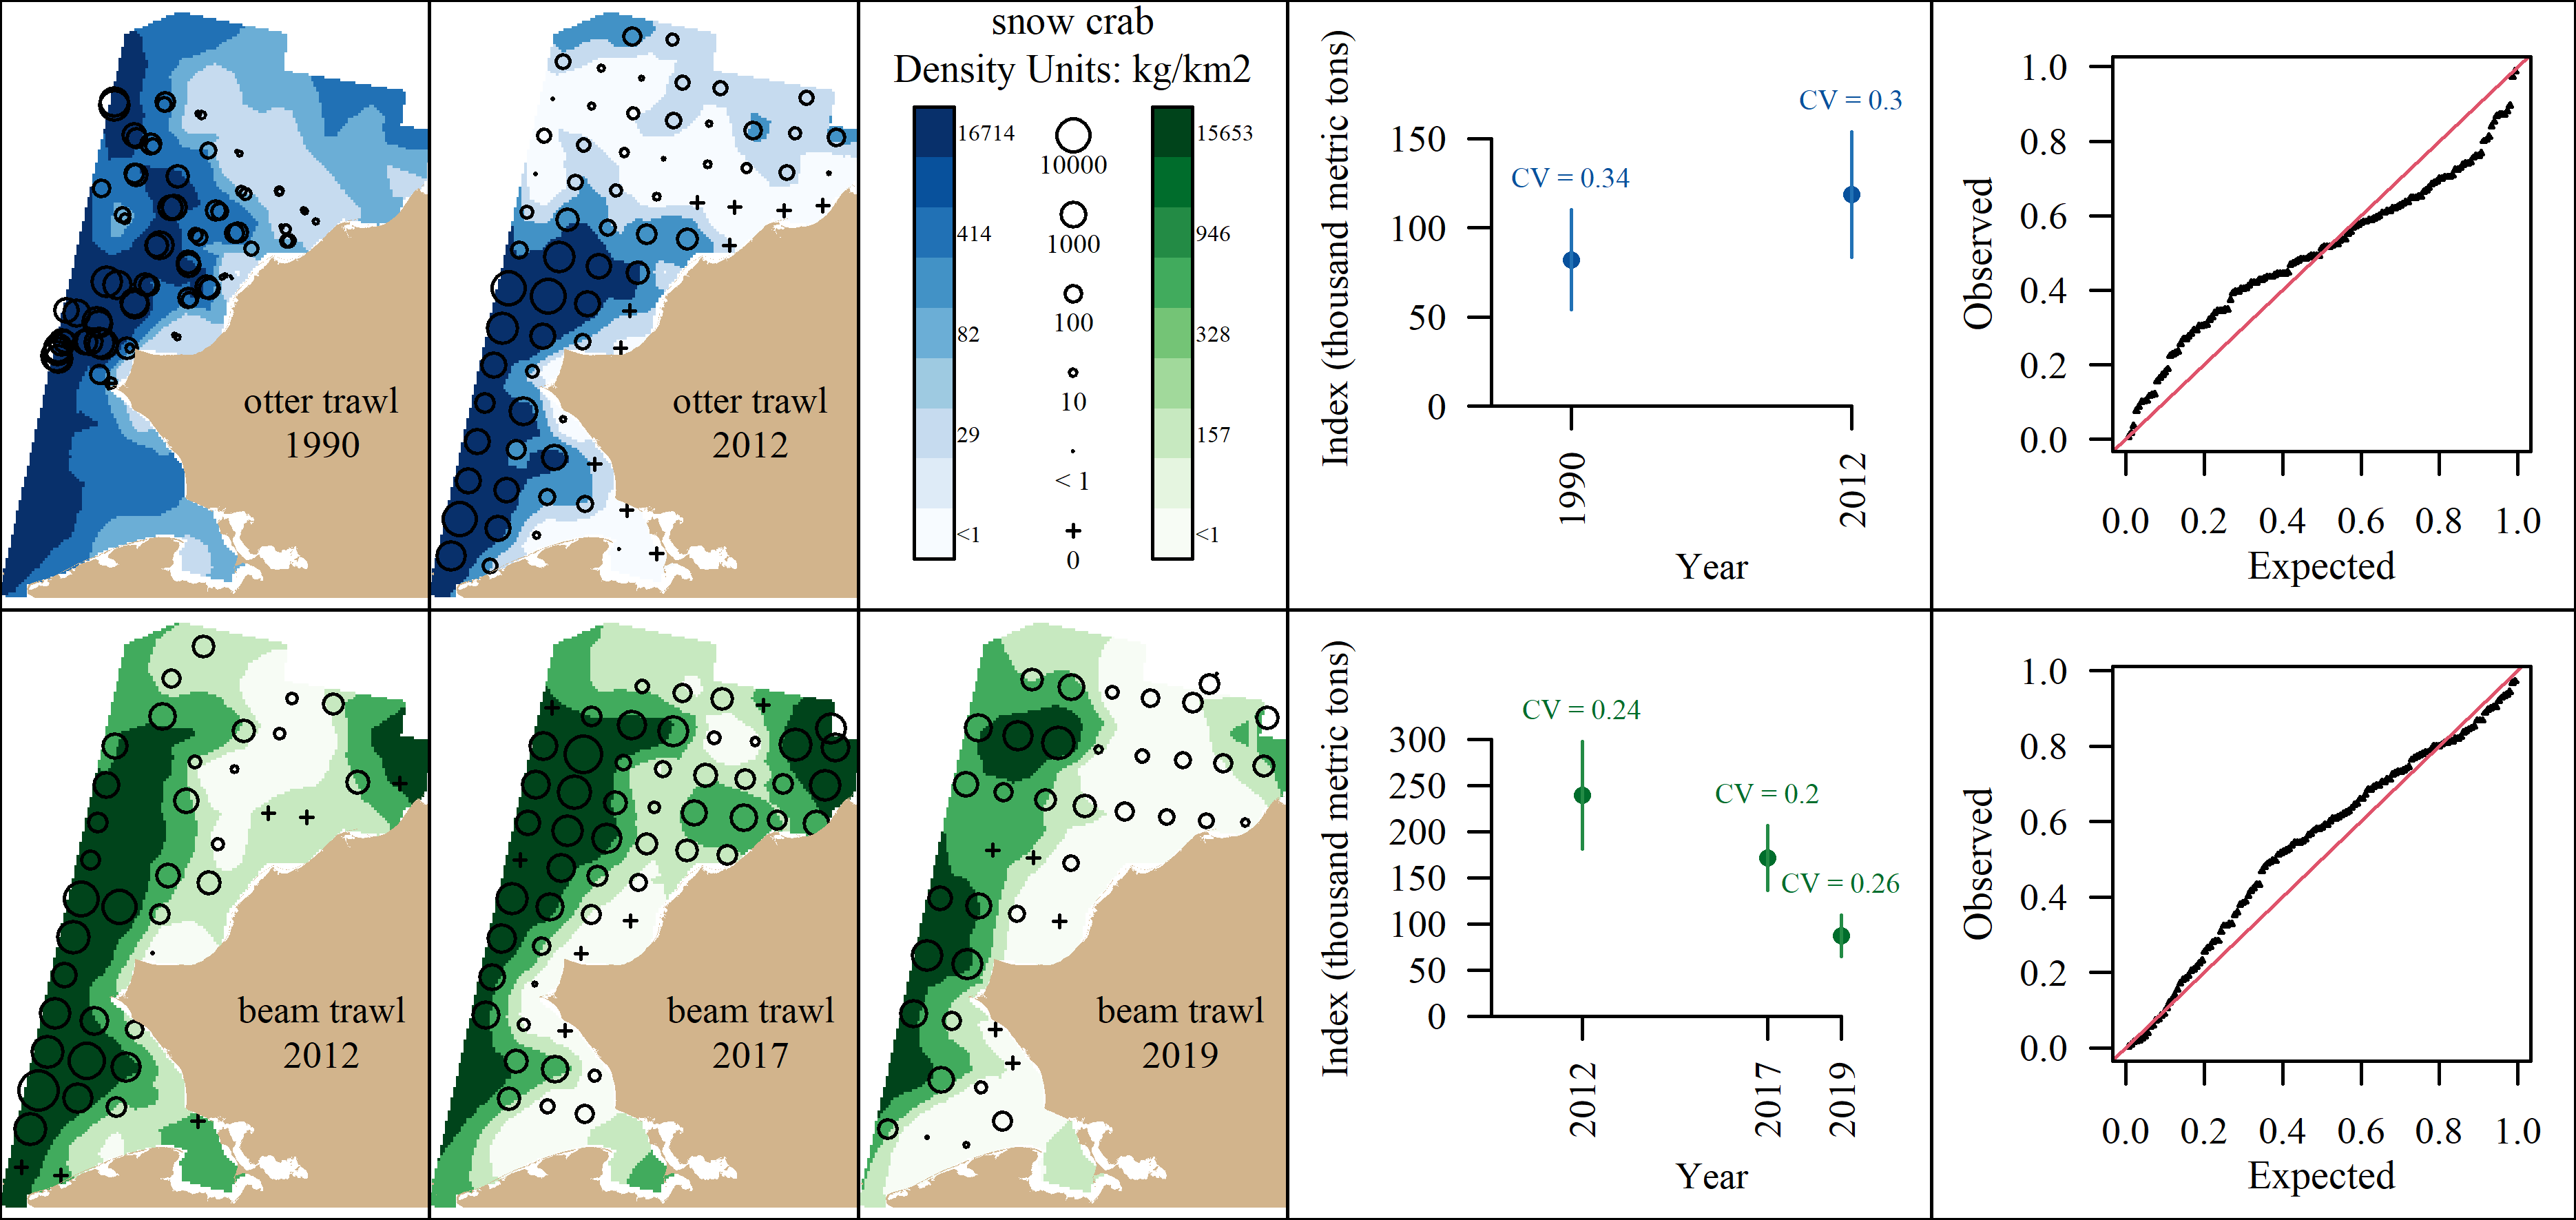 otter trawl
1990
otter trawl
2012
snow crab
Density Units: kg/km2
16714
414
82
29
<1
10000
1000
100
10
< 1
0
15653
946
328
157
<1
Index (thousand metric tons)
150
100
50
0
CV = 0.34
CV = 0.3
1990
2012
Year
Observed
1.0
0.8
0.6
0.4
0.2
0.0
0.0 0.2 0.4 0.6 0.8 1.0
Expected
beam trawl
2012
beam trawl
2017
beam trawl
2019
Index (thousand metric tons)
300
250
200
150
100
50
0
CV = 0.24
CV = 0.2
CV = 0.26
2012
2017
2019
Year
Observed
1.0
0.8
0.6
0.4
0.2
0.0
0.0 0.2 0.4 0.6 0.8 1.0
Expected